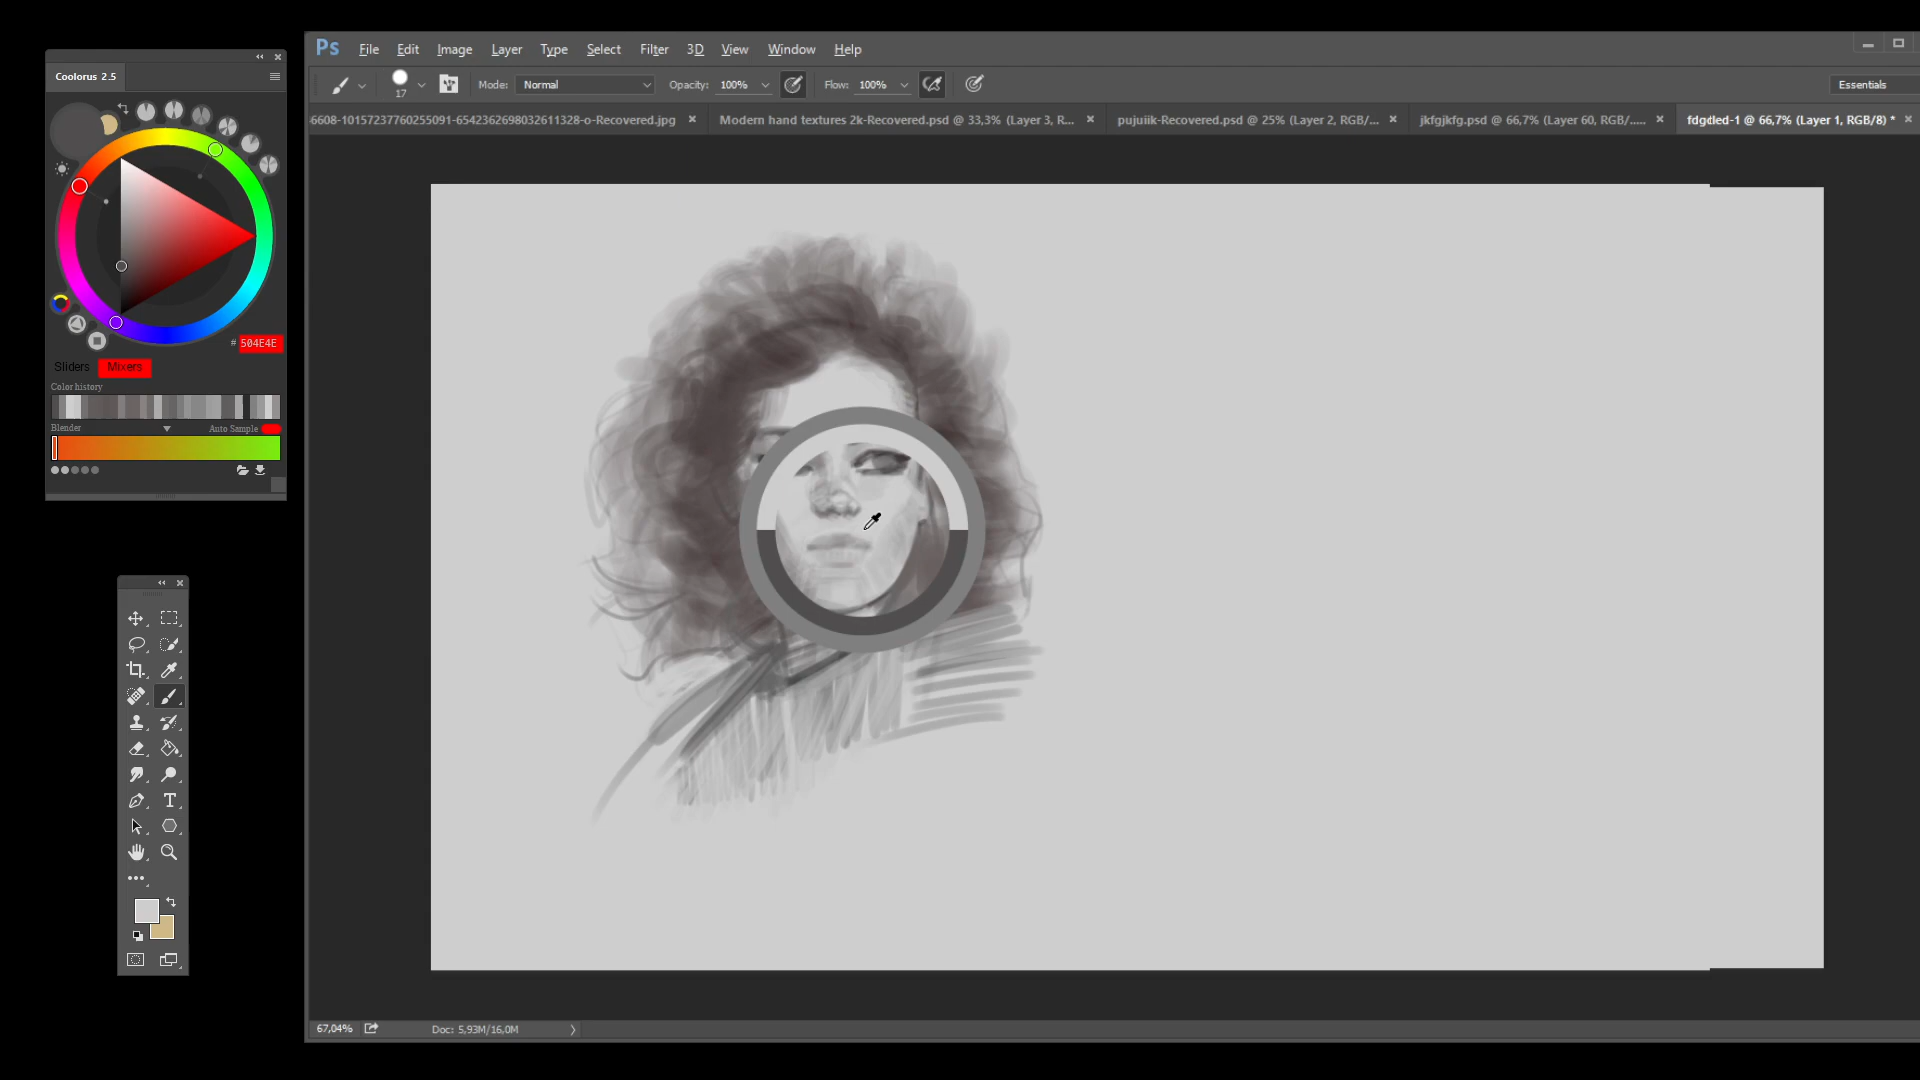 Ps File Edit Image Layer Type Select Filter 3D View Window Help
Coolorus 2.5
17 Mode: Normal Opacity: 100% Flow: 100% Essentials
6608-10157237760255091-6542362698032611328-o-Recovered.jpg Modern hand textures 2k-Recovered.psd @ 33,3% (Layer 3, R... pujuiik-Recovered.psd @ 25% (Layer 2, RGB/... jkfgjkfg.psd @ 66,7% (Layer 60, RGB/..... fdgdled-1 @ 66,7% (Layer 1, RGB/8) *
# 504E4E
Sliders Mixers
Color history
Blender Auto Sample
67,04% Doc: 5,93M/16,0M